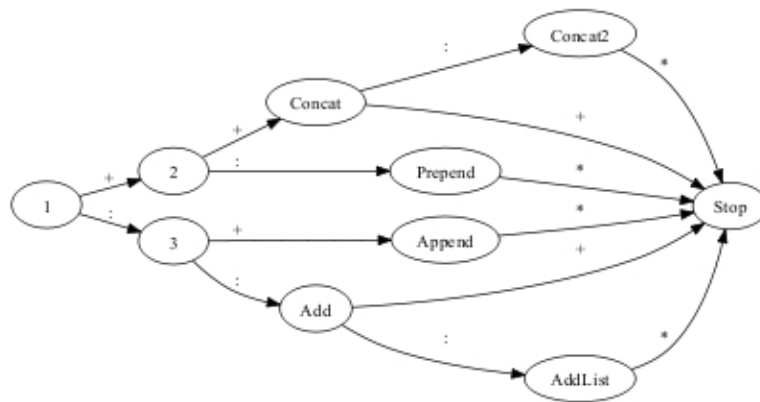 :
Concat2
*
Concat
+
+
+
2
:
Prepend
*
1
Stop
:
*
3
+
Append
+
:
Add
:
*
AddList